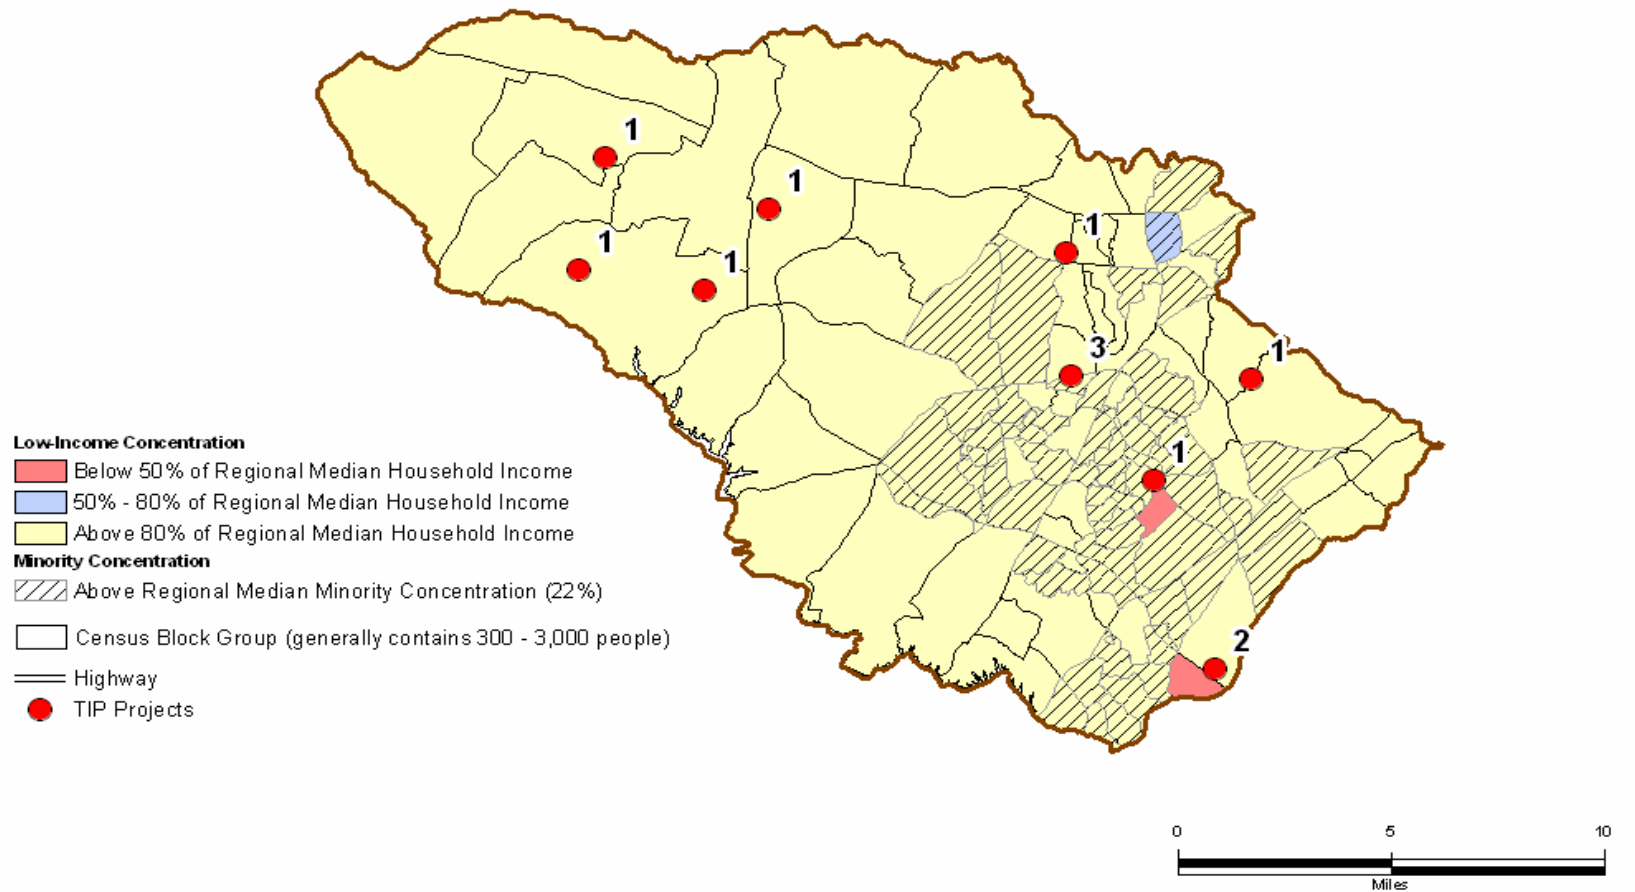 1
1
1
1
1
3
1
1
2
Low-Income Concentration
Below 50% of Regional Median Household Income
50% - 80% of Regional Median Household Income
Above 80% of Regional Median Household Income
Minority Concentration
Above Regional Median Minority Concentration (22%)
Census Block Group (generally contains 300 - 3,000 people)
Highway
TIP Projects
0 5 10
Miles